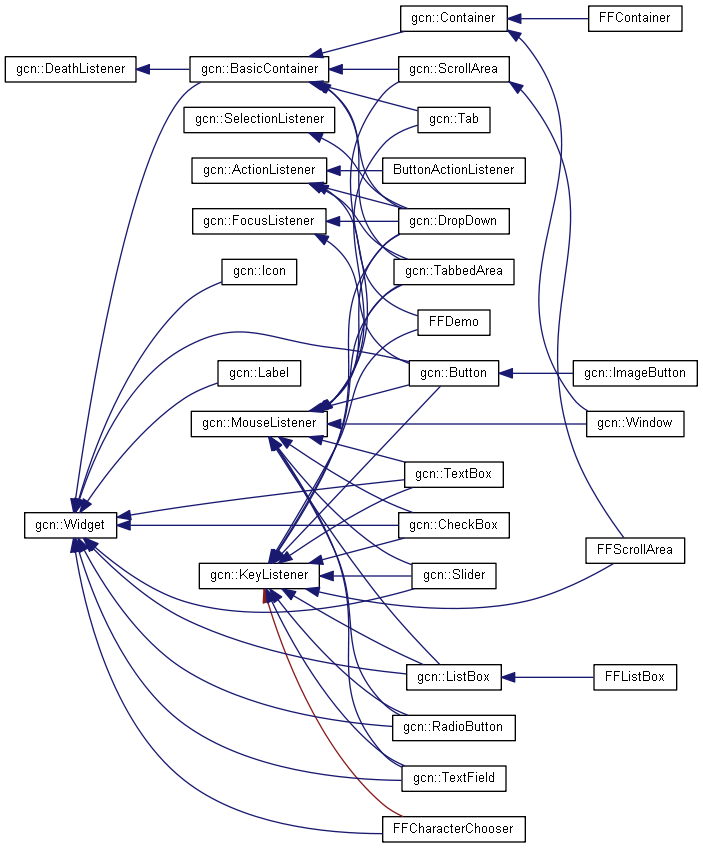 gcn::Container
FFContainer
gcn::DeathListener
gcn::BasicContainer
gcn::ScrollArea
gcn::SelectionListener
gcn::Tab
gcn::ActionListener
ButtonActionListener
gcn::FocusListener
gcn::DropDown
gcn::Icon
gcn::TabbedArea
FFDemo
gcn::Label
gcn::Button
gcn::ImageButton
gcn::MouseListener
gcn::Window
gcn::TextBox
gcn::Widget
gcn::CheckBox
FFScrollArea
gcn::KeyListener
gcn::Slider
gcn::ListBox
FFListBox
gcn::RadioButton
gcn::TextField
FFCharacterChooser